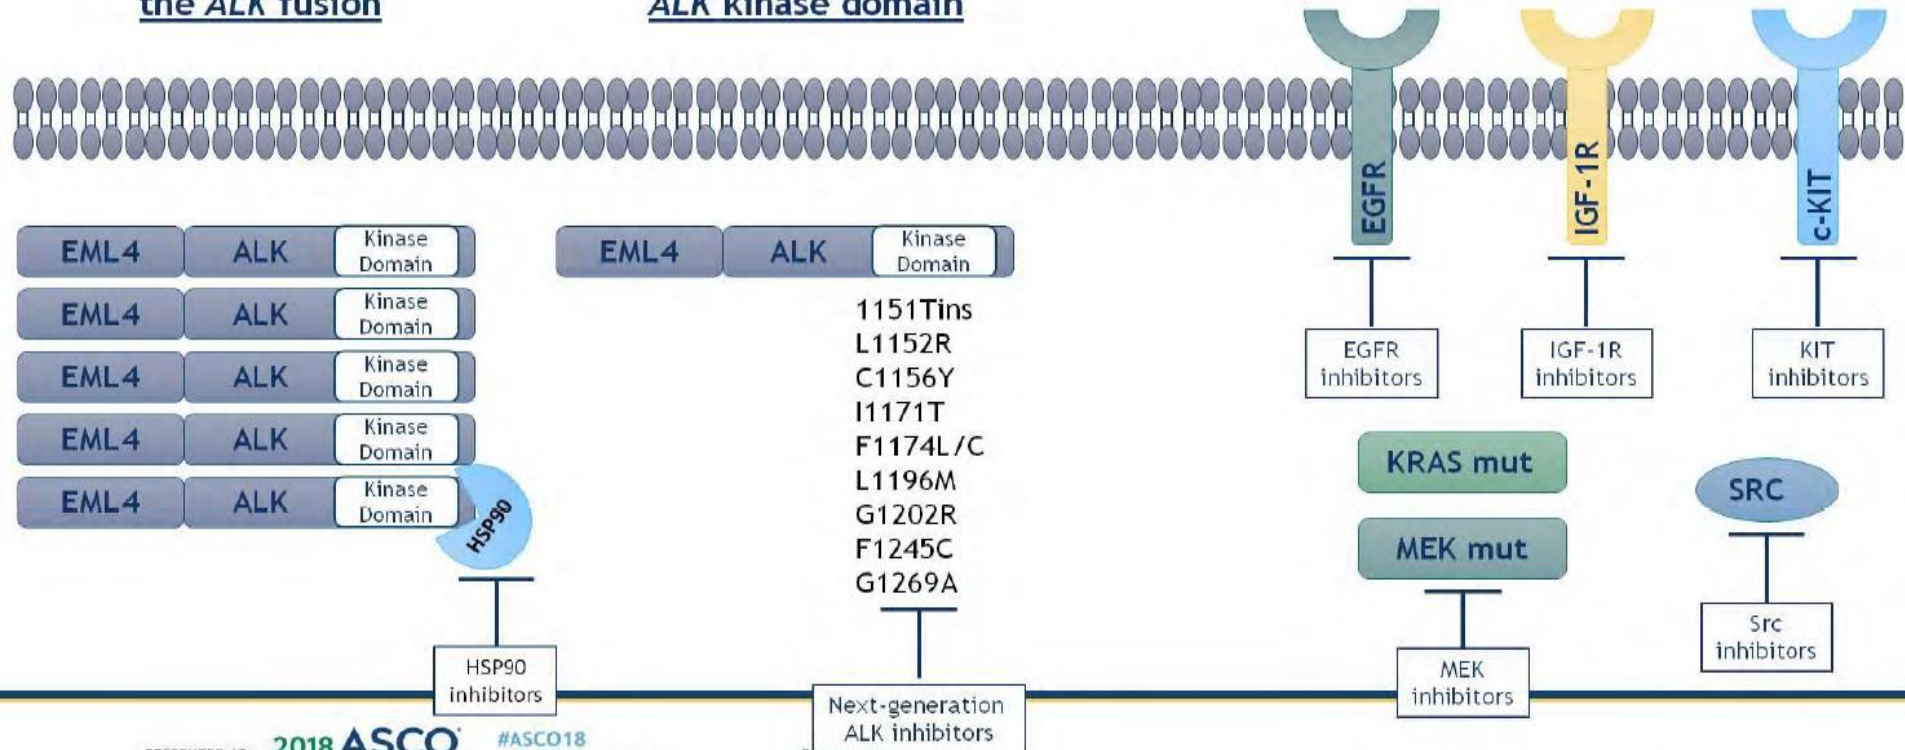 the ALK fusion
ALK kinase domain
EGFR
IGF-1R
c-KIT
EML4 ALK Kinase Domain
EML4 ALK Kinase Domain
EML4 ALK Kinase Domain
EML4 ALK Kinase Domain
EML4 ALK Kinase Domain
HSP90
HSP90
inhibitors
EML4 ALK Kinase Domain
1151Tins
L1152R
C1156Y
I1171T
F1174L/C
L1196M
G1202R
F1245C
G1269A
Next-generation
ALK inhibitors
EGFR
inhibitors
IGF-1R
inhibitors
KIT
inhibitors
KRAS mut
MEK mut
MEK
inhibitors
SRC
Src
inhibitors
2018 ASCO
#ASCO18